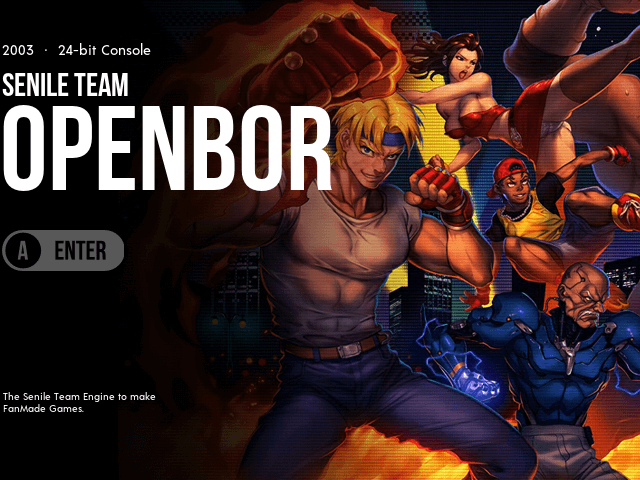 2003 · 24-bit Console
SENILE TEAM
OPENBOR
A ENTER
The Senile Team Engine to make
FanMade Games.